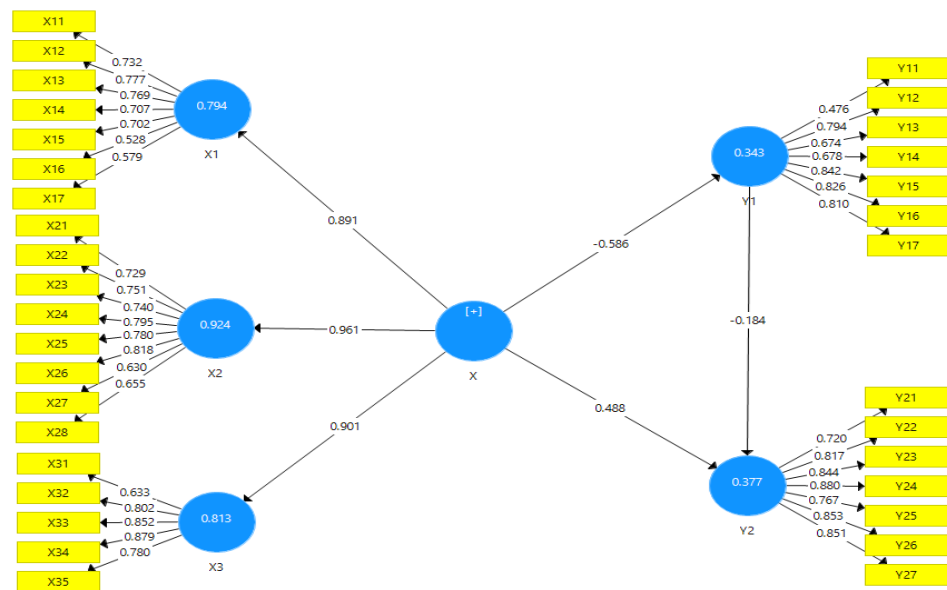 X11
X12
X13
X14
X15
X16
X17
0.732
0.777
0.769
0.707
0.702
0.528
0.579
0.794
X1
X21
X22
X23
X24
X25
X26
X27
X28
0.729
0.751
0.740
0.795
0.780
0.818
0.630
0.655
0.924
X2
X31
X32
X33
X34
X35
0.633
0.802
0.852
0.879
0.780
0.813
X3
0.891
0.961
0.901
[+]
X
-0.586
0.488
0.343
Y1
-0.184
0.476
0.794
0.674
0.678
0.842
0.826
0.810
Y11
Y12
Y13
Y14
Y15
Y16
Y17
0.377
Y2
0.720
0.817
0.844
0.880
0.767
0.853
0.851
Y21
Y22
Y23
Y24
Y25
Y26
Y27